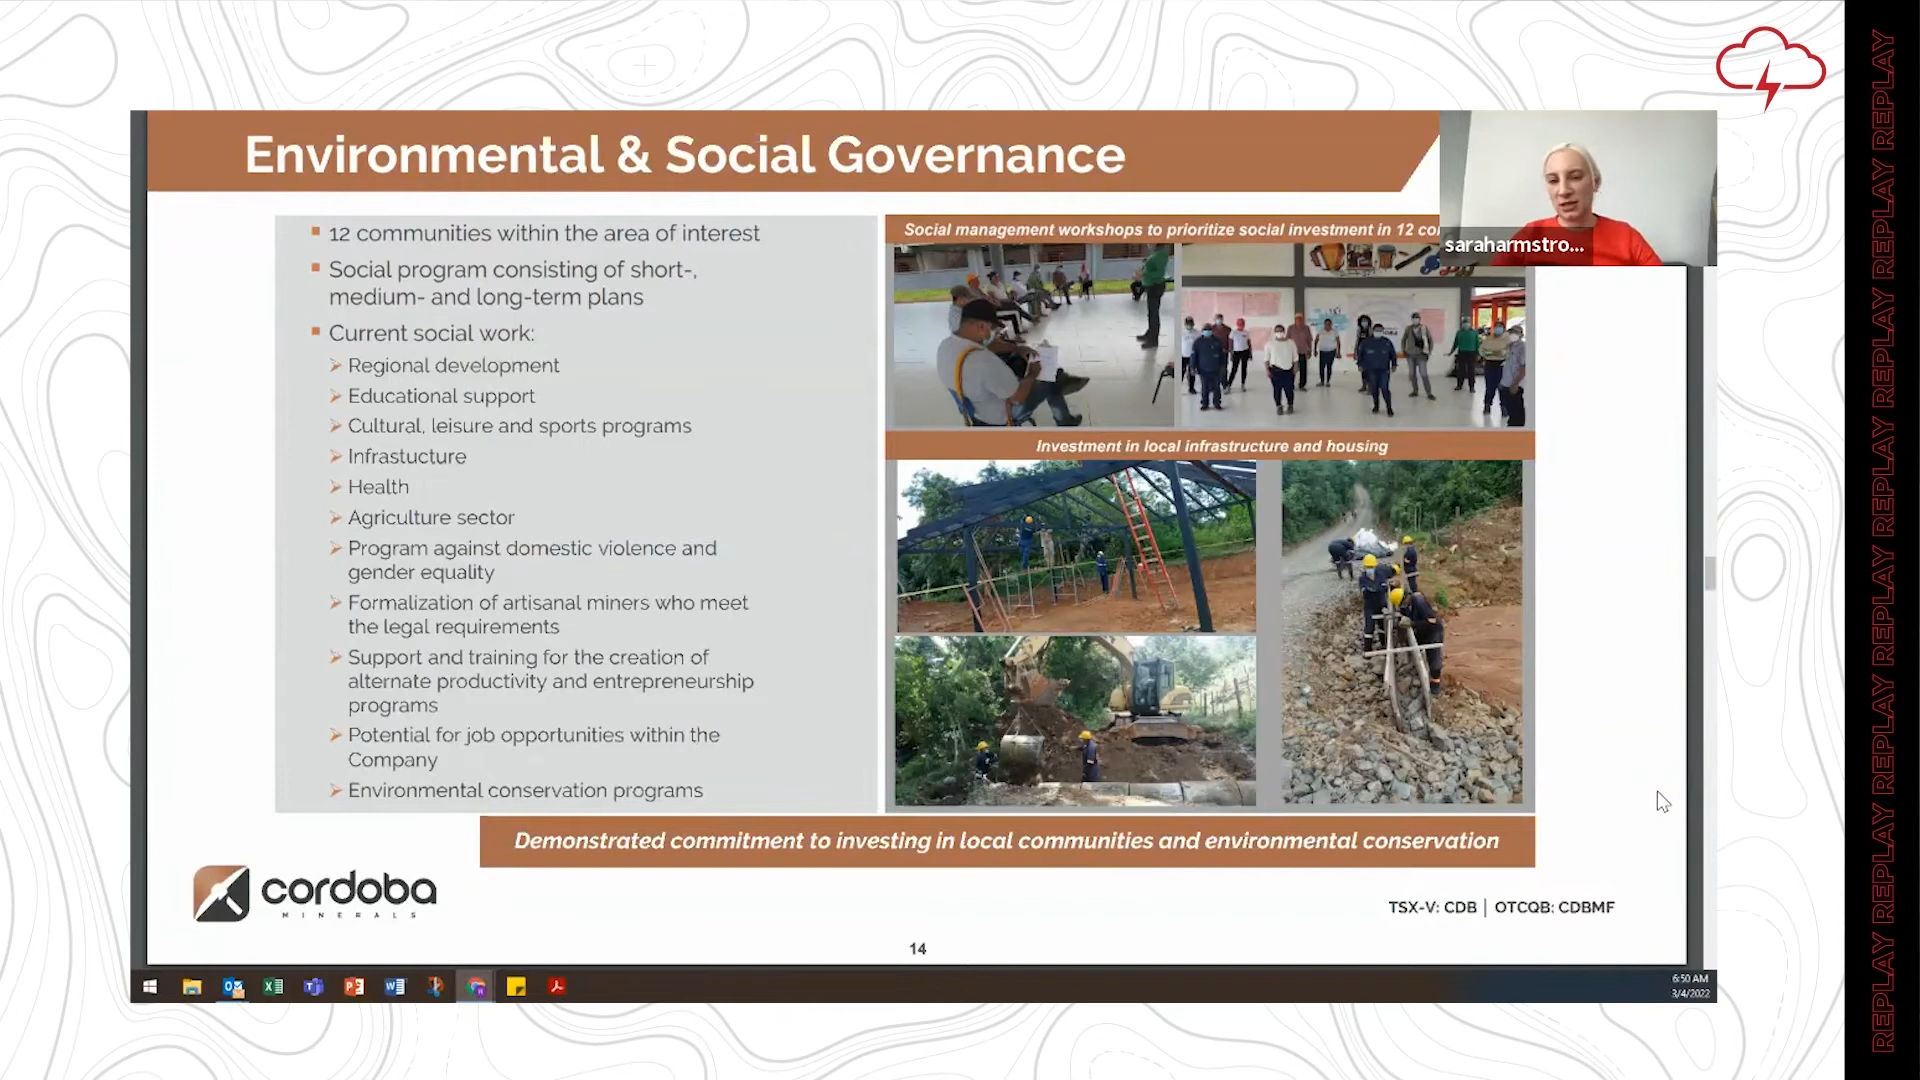 Environmental & Social Governance
12 communities within the area of interest
Social program consisting of short-,
medium- and long-term plans
Current social work:
Regional development
Educational support
Cultural, leisure and sports programs
Infrastucture
Health
Agriculture sector
Program against domestic violence and
gender equality
Formalization of artisanal miners who meet
the legal requirements
Support and training for the creation of
alternate productivity and entrepreneurship
programs
Potential for job opportunities within the
Company
Environmental conservation programs
Social management workshops to prioritize social investment in 12 co
saraharmstro...
Investment in local infrastructure and housing
Demonstrated commitment to investing in local communities and environmental conservation
cordoba
MINERALS
TSX-V: CDB | OTCQB: CDBMF
14
6:50 AM
3/4/2022
REPLAY REPLAY REPLAY REPLAY REPLAY REPLAY REPLAY REPLAY